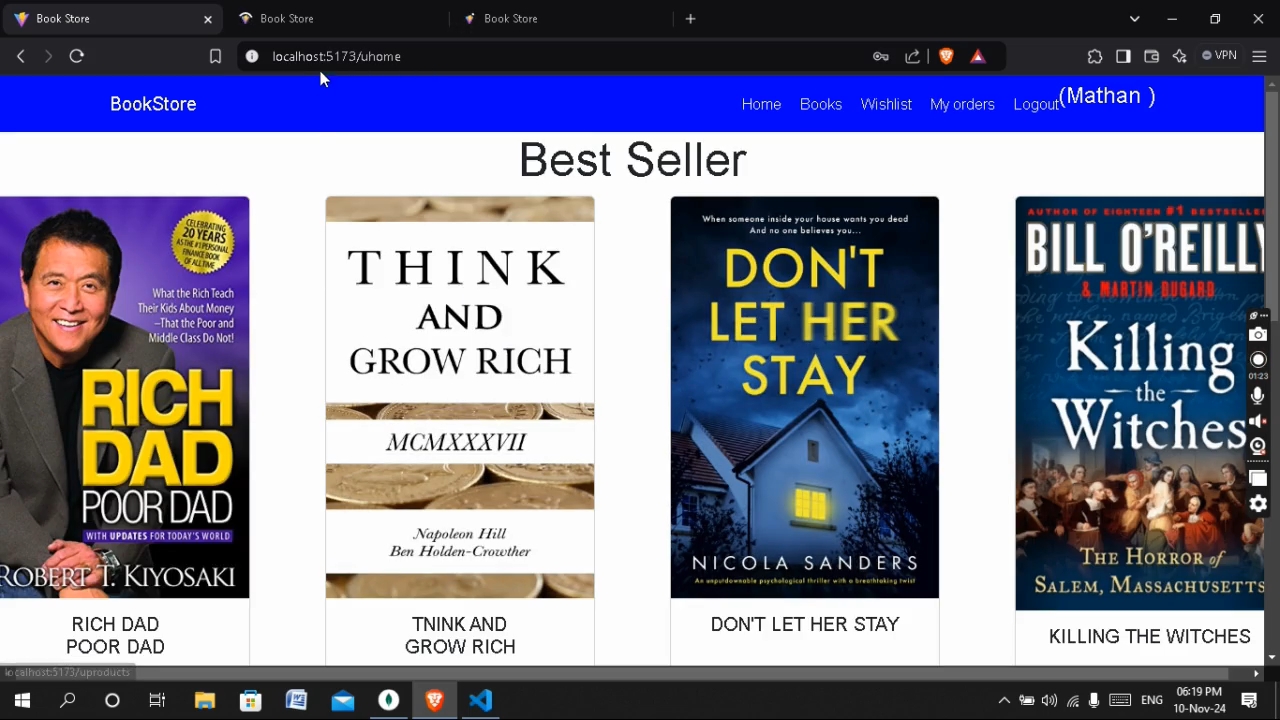 Book Store
Book Store
Book Store
localhost:5173/uhome
VPN
BookStore
Home
Books
Wishlist
My orders
Logout
(Mathan )
Best Seller
CELEBRATING
20 YEARS
AS THE #1 PERSONAL
FINANCE BOOK
OF ALL TIME
What the Rich Teach
Their Kids About Money
–That the Poor and
Middle Class Do Not!
RICH
DAD
POOR DAD
WITH UPDATES FOR TODAY'S WORLD
ROBERT T. KIYOSAKI
RICH DAD
POOR DAD
THINK
AND
GROW RICH
MCMXXXVII
Napoleon Hill
Ben Holden-Crowther
TNINK AND
GROW RICH
When someone inside your house wants you dead
And no one believes you...
DON'T
LET HER
STAY
NICOLA SANDERS
An unputdownable psychological thriller with a breathtaking twist
DON'T LET HER STAY
AUTHOR OF EIGHTEEN #1 BESTSELLE
BILL O'REILLY
& MARTIN DUGARD
Killing
the
Witches
THE HORROR of
SALEM, MASSACHUSETTS
KILLING THE WITCHES
01:23
localhost:5173/uproducts
ENG
06:19 PM
10-Nov-24